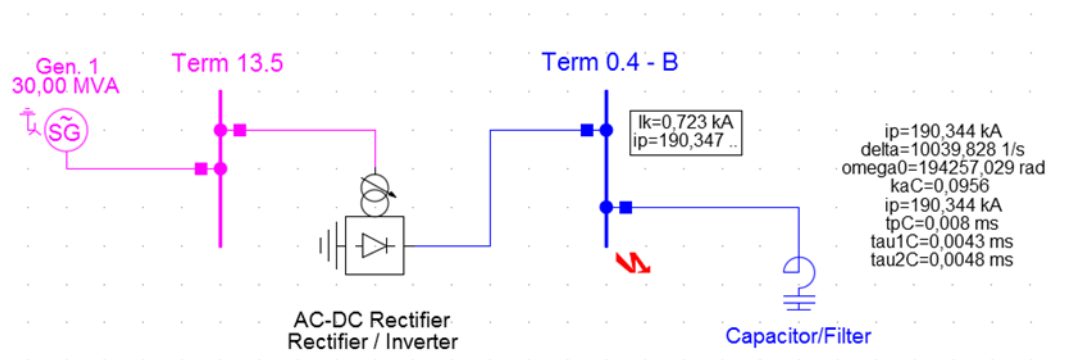 Gen. 1
30,00 MVA
SG
~
Term 13.5
Term 0.4 - B
Ik=0,723 kA
ip=190,347 ..
ip=190,344 kA
delta=10039,828 1/s
omega0=194257,029 rad
kaC=0,0956
ip=190,344 kA
tpC=0,008 ms
tau1C=0,0043 ms
tau2C=0,0048 ms
AC-DC Rectifier
Rectifier / Inverter
Capacitor/Filter